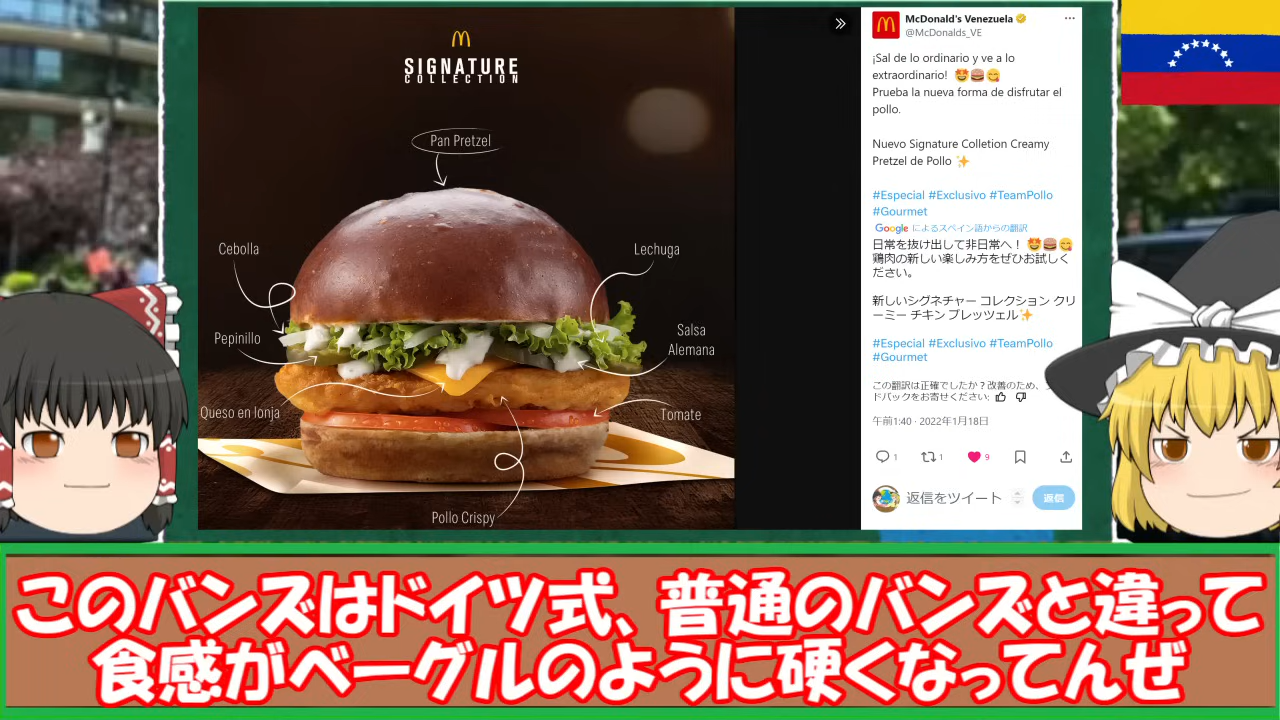 SIGNATURE
COLLECTION
Pan Pretzel
Cebolla
Lechuga
Pepinillo
Salsa
Alemana
Queso en lonja
Tomate
Pollo Crispy
McDonald's Venezuela
@McDonalds_VE
¡Sal de lo ordinario y ve a lo
extraordinario! 🤩🍔😋
Prueba la nueva forma de disfrutar el
pollo.
Nuevo Signature Colletion Creamy
Pretzel de Pollo ✨
#Especial #Exclusivo #TeamPollo
#Gourmet
Google によるスペイン語からの翻訳
日常を抜け出して非日常へ! 🤩🍔😋
鶏肉の新しい楽しみ方をぜひお試しく
ださい。
新しいシグネチャー コレクション クリ
ーミー チキン プレッツェル✨
#Especial #Exclusivo #TeamPollo
#Gourmet
この翻訳は正確でしたか?改善のため、
ドバックをお寄せください:
午前1:40 · 2022年1月18日
1 1 9
返信をツイート
返信
このバンズはドイツ式、普通のバンズと違って
食感がベーグルのように硬くなってんぜ